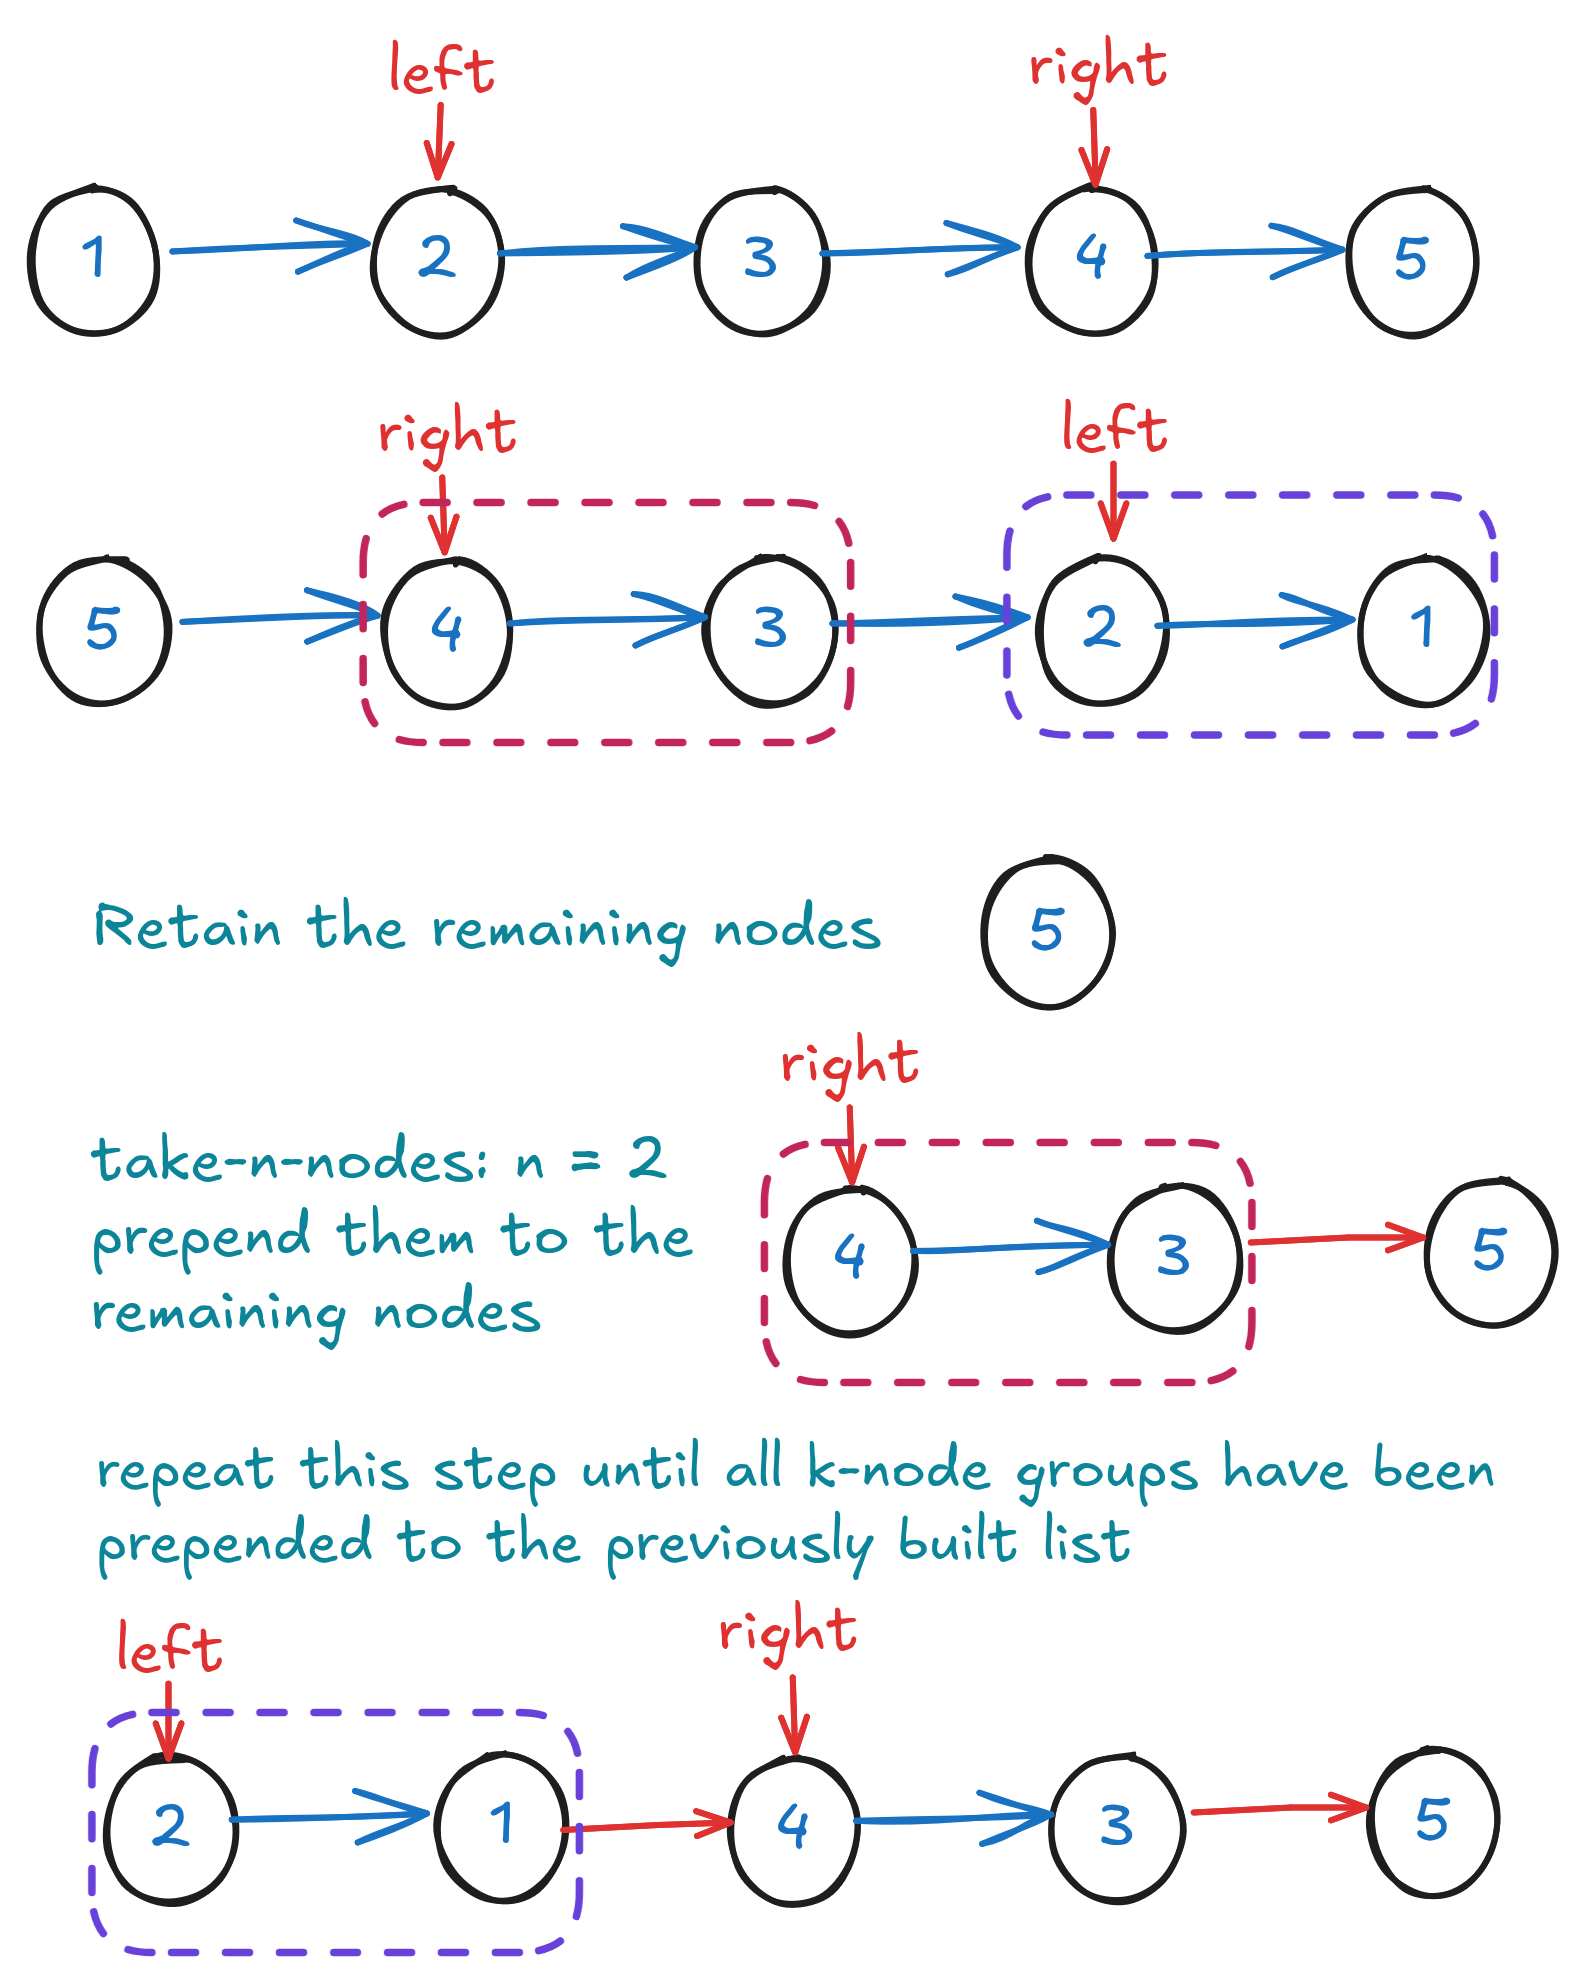 left right
1 2 3 4 5
right left
5 4 3 2 1
Retain the remaining nodes 5
right
take-n-nodes: n = 2
prepend them to the
remaining nodes
4 3 5
repeat this step until all k-node groups have been
prepended to the previously built list
left right
2 1 4 3 5